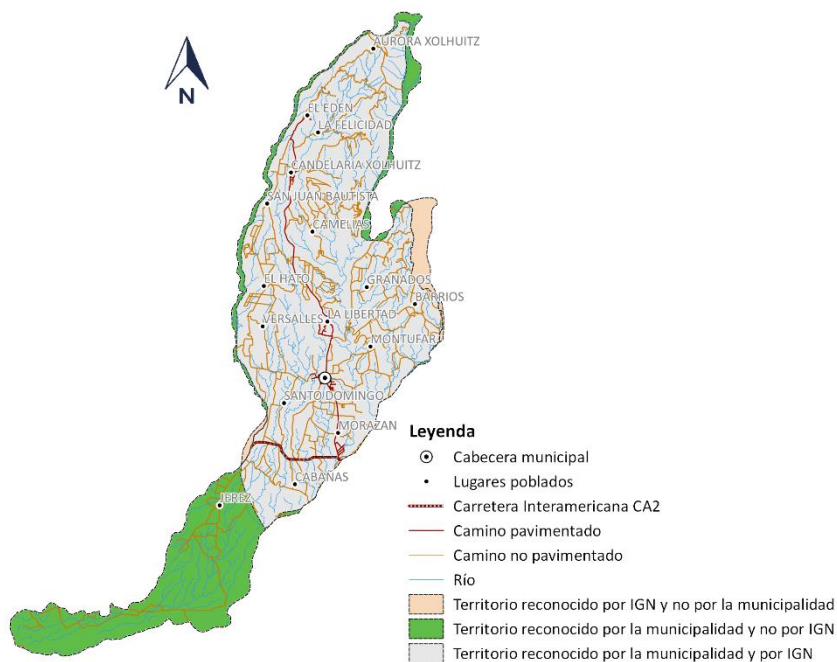 AURORA XOLHUITZ
N
EL EDEN
LA FELICIDAD
CANDELARIA XOLHUITZ
SAN JUAN BAUTISTA
CAMELIAS
EL HATO
GRANADOS
BARRIOS
VERSALLES
LA LIBERTAD
MONTUFAR
SANTO DOMINGO
MORAZAN
CABAÑAS
JEREZ
Leyenda
Cabecera municipal
Lugares poblados
Carretera Interamericana CA2
Camino pavimentado
Camino no pavimentado
Río
Territorio reconocido por IGN y no por la municipalidad
Territorio reconocido por la municipalidad y no por IGN
Territorio reconocido por la municipalidad y por IGN